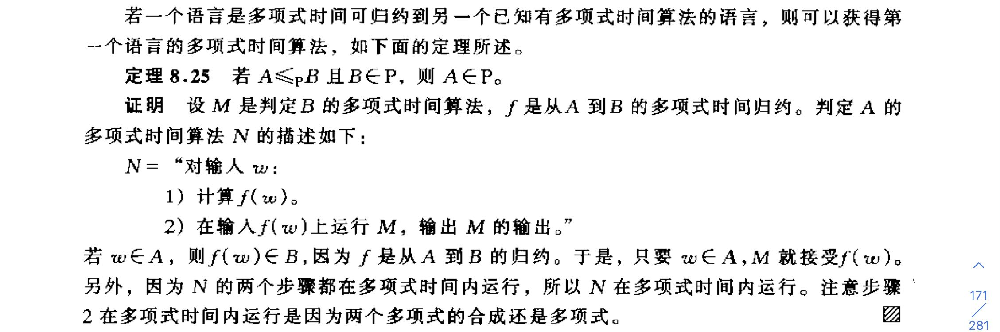 若一个语言是多项式时间可归约到另一个已知有多项式时间算法的语言，则可以获得第
一个语言的多项式时间算法，如下面的定理所述。
定理 8.25 若 A≤ₚB 且 B∈P，则 A∈P。
证明 设 M 是判定B 的多项式时间算法，f 是从A 到B 的多项式时间归约。判定 A 的
多项式时间算法 N 的描述如下：
N＝ “对输入 w：
1）计算f(w)。
2）在输入f(w)上运行 M，输出 M 的输出。”
若 w∈A，则f(w)∈B,因为 f 是从A 到B 的归约。于是，只要 w∈A,M 就接受f(w)。
另外，因为 N 的两个步骤都在多项式时间内运行，所以 N 在多项式时间内运行。注意步骤
2 在多项式时间内运行是因为两个多项式的合成还是多项式。
171
/
281